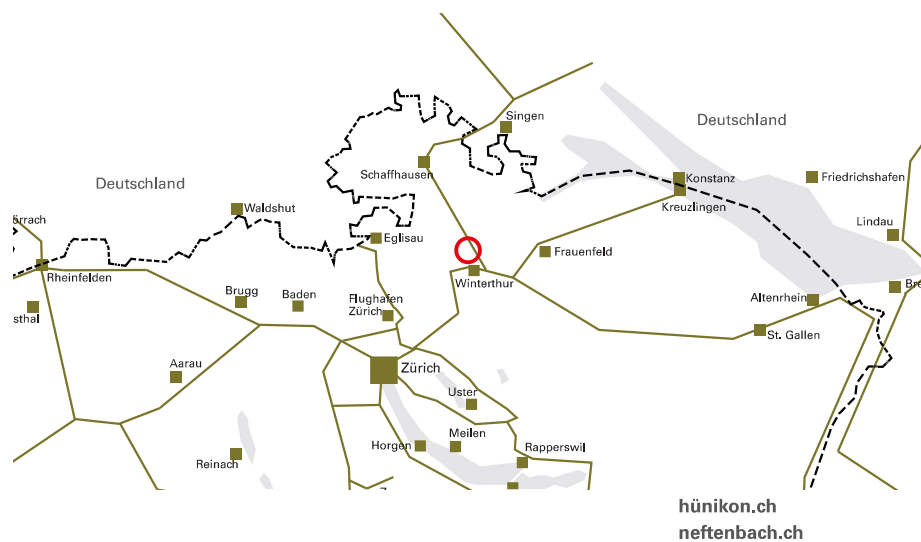 Singen
Deutschland
Schaffhausen
Konstanz
Friedrichshafen
Deutschland
Kreuzlingen
Waldshut
Lindau
Eglisau
Frauenfeld
Rheinfelden
Winterthur
Brugg
Baden
Flughafen
Zürich
Altenrhein
St. Gallen
Aarau
Zürich
Uster
Horgen
Meilen
Rapperswil
Reinach
hünikon.ch
neftenbach.ch